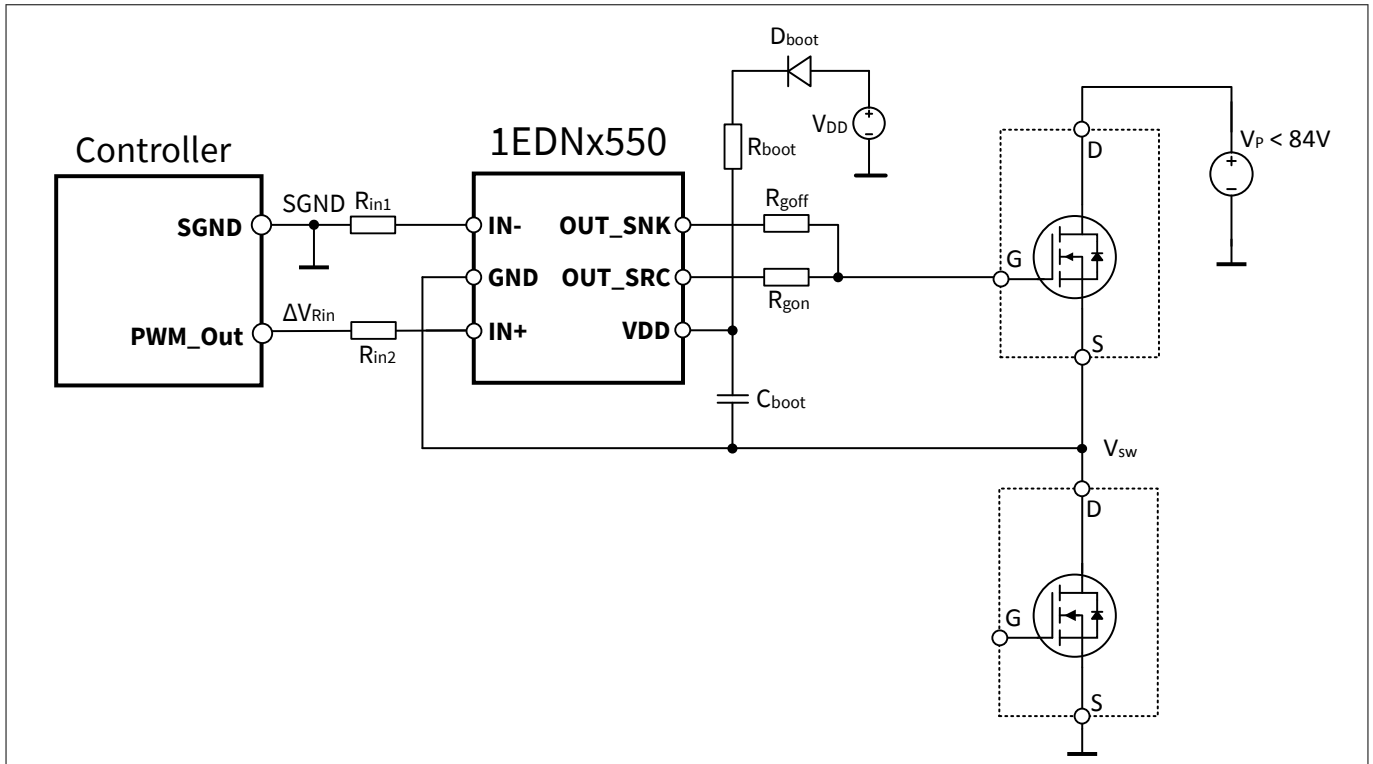 Dboot
Controller
1EDNx550
VDD
+
−
Rboot
VP < 84V
+
−
D
SGND
SGND
Rin1
IN-
OUT_SNK
Rgoff
GND
OUT_SRC
Rgon
G
PWM_Out
ΔVRin
Rin2
IN+
VDD
S
Cboot
Vsw
D
G
S